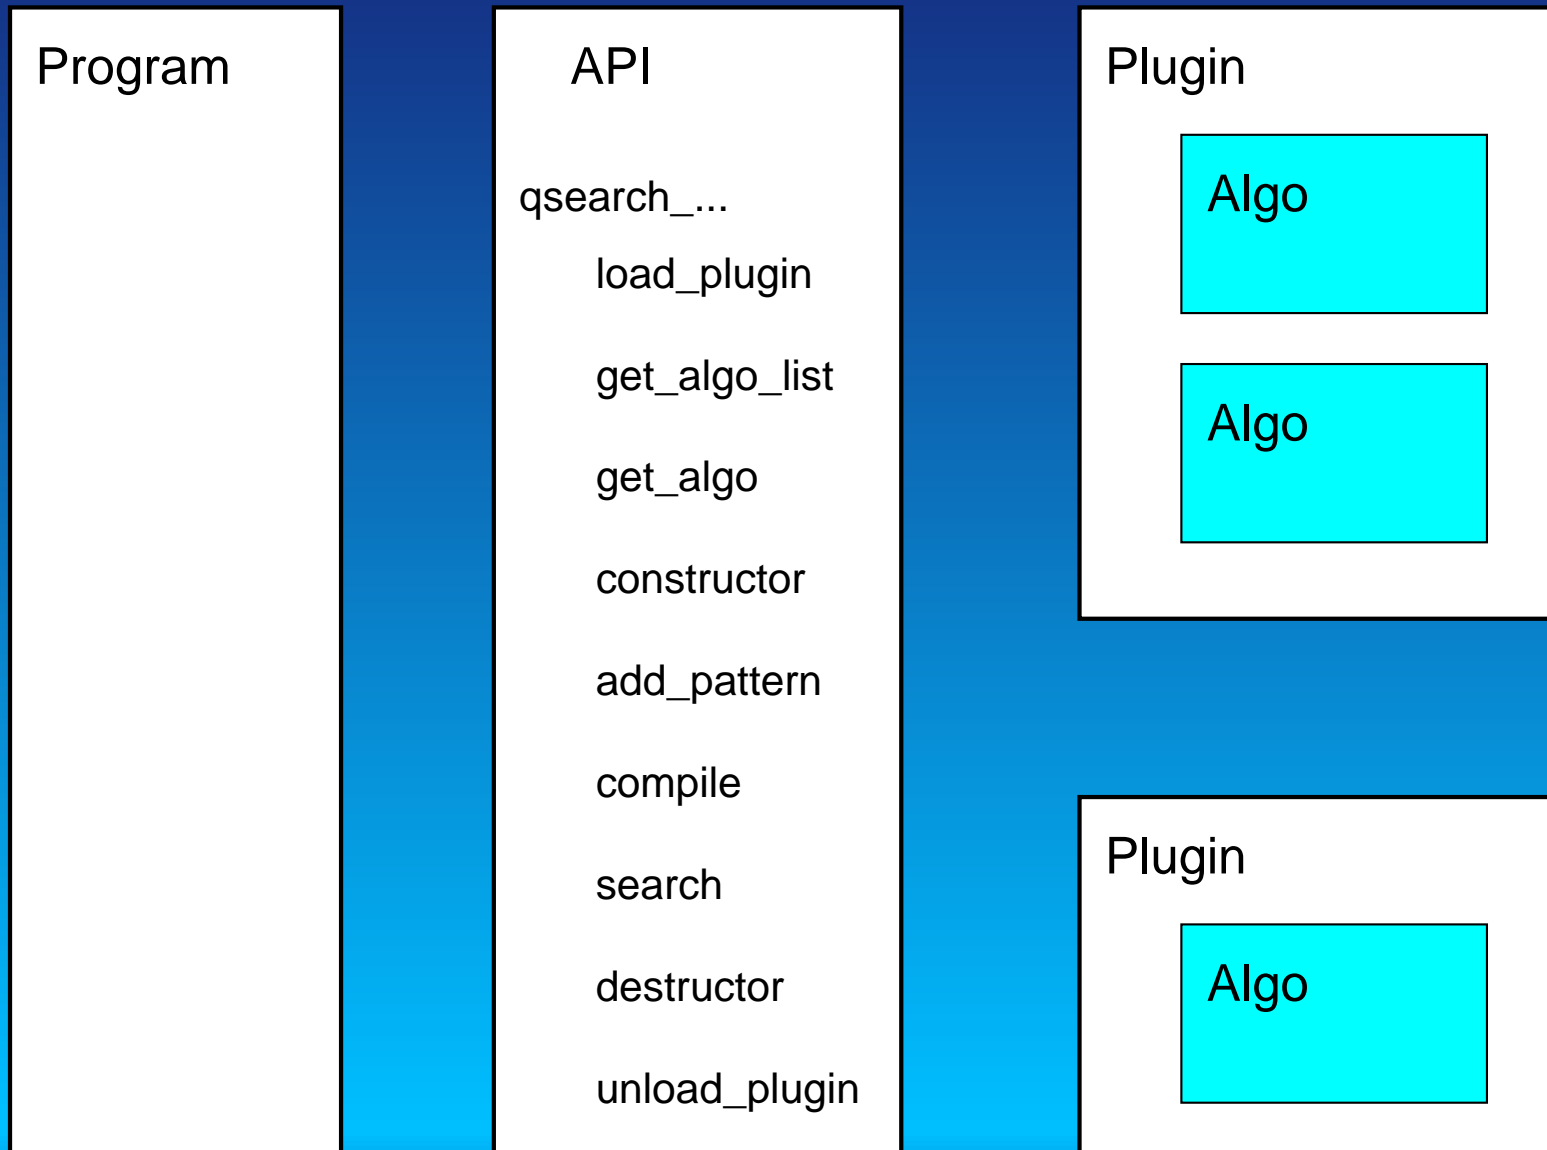 Program
API
qsearch_...
load_plugin
get_algo_list
get_algo
constructor
add_pattern
compile
search
destructor
unload_plugin
Plugin
Algo
Algo
Plugin
Algo